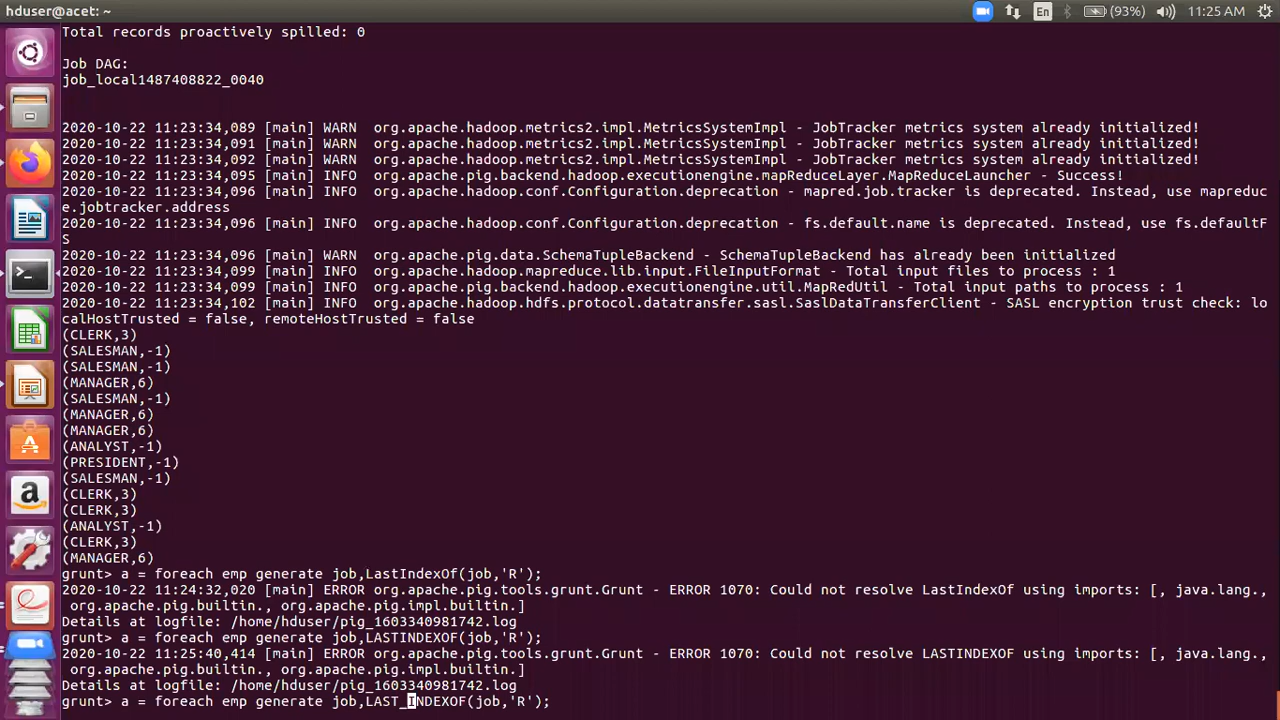 hduser@acet: ~
En
(93%)
11:25 AM
Total records proactively spilled: 0
Job DAG:
job_local1487408822_0040
2020-10-22 11:23:34,089 [main] WARN  org.apache.hadoop.metrics2.impl.MetricsSystemImpl - JobTracker metrics system already initialized!
2020-10-22 11:23:34,091 [main] WARN  org.apache.hadoop.metrics2.impl.MetricsSystemImpl - JobTracker metrics system already initialized!
2020-10-22 11:23:34,092 [main] WARN  org.apache.hadoop.metrics2.impl.MetricsSystemImpl - JobTracker metrics system already initialized!
2020-10-22 11:23:34,095 [main] INFO  org.apache.pig.backend.hadoop.executionengine.mapReduceLayer.MapReduceLauncher - Success!
2020-10-22 11:23:34,096 [main] INFO  org.apache.hadoop.conf.Configuration.deprecation - mapred.job.tracker is deprecated. Instead, use mapreduc
e.jobtracker.address
2020-10-22 11:23:34,096 [main] INFO  org.apache.hadoop.conf.Configuration.deprecation - fs.default.name is deprecated. Instead, use fs.defaultF
S
2020-10-22 11:23:34,096 [main] WARN  org.apache.pig.data.SchemaTupleBackend - SchemaTupleBackend has already been initialized
2020-10-22 11:23:34,099 [main] INFO  org.apache.hadoop.mapreduce.lib.input.FileInputFormat - Total input files to process : 1
2020-10-22 11:23:34,099 [main] INFO  org.apache.pig.backend.hadoop.executionengine.util.MapRedUtil - Total input paths to process : 1
2020-10-22 11:23:34,102 [main] INFO  org.apache.hadoop.hdfs.protocol.datatransfer.sasl.SaslDataTransferClient - SASL encryption trust check: lo
calHostTrusted = false, remoteHostTrusted = false
(CLERK,3)
(SALESMAN,-1)
(SALESMAN,-1)
(MANAGER,6)
(SALESMAN,-1)
(MANAGER,6)
(MANAGER,6)
(ANALYST,-1)
(PRESIDENT,-1)
(SALESMAN,-1)
(CLERK,3)
(CLERK,3)
(ANALYST,-1)
(CLERK,3)
(MANAGER,6)
grunt> a = foreach emp generate job,LastIndexOf(job,'R');
2020-10-22 11:24:32,020 [main] ERROR org.apache.pig.tools.grunt.Grunt - ERROR 1070: Could not resolve LastIndexOf using imports: [, java.lang.,
 org.apache.pig.builtin., org.apache.pig.impl.builtin.]
Details at logfile: /home/hduser/pig_1603340981742.log
grunt> a = foreach emp generate job,LASTINDEXOF(job,'R');
2020-10-22 11:25:40,414 [main] ERROR org.apache.pig.tools.grunt.Grunt - ERROR 1070: Could not resolve LASTINDEXOF using imports: [, java.lang.,
 org.apache.pig.builtin., org.apache.pig.impl.builtin.]
Details at logfile: /home/hduser/pig_1603340981742.log
grunt> a = foreach emp generate job,LAST_INDEXOF(job,'R');